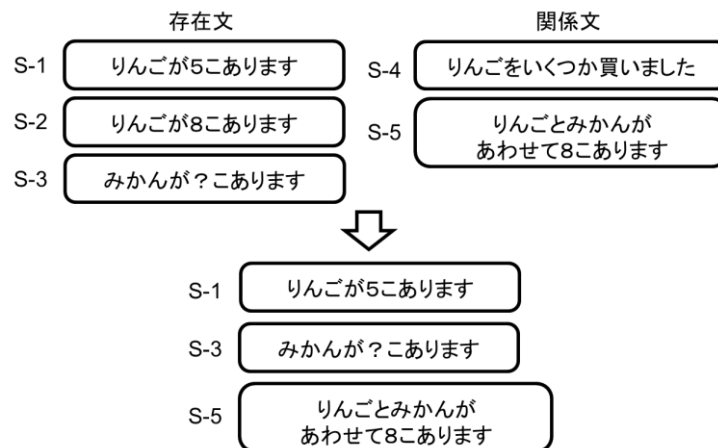 存在文
関係文
S-1 りんごが5こあります
S-2 りんごが8こあります
S-3 みかんが？こあります
S-4 りんごをいくつか買いました
S-5 りんごとみかんが
あわせて8こあります
S-1 りんごが5こあります
S-3 みかんが？こあります
S-5 りんごとみかんが
あわせて8こあります